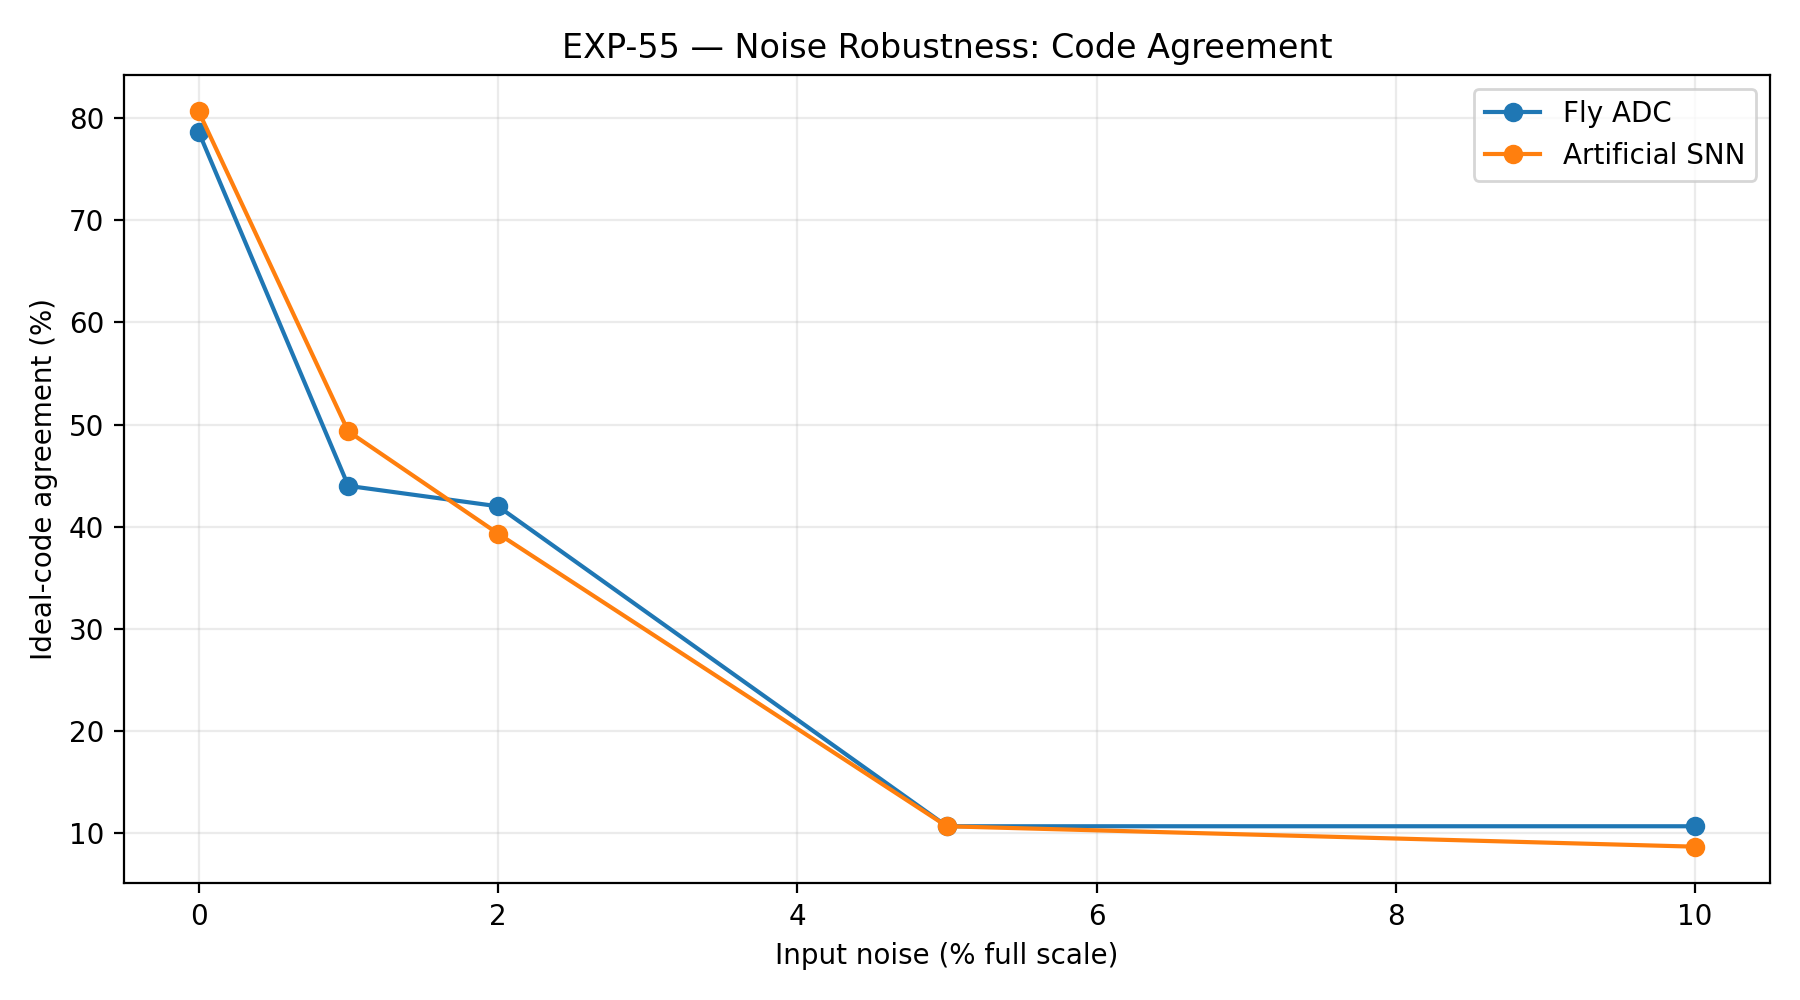 EXP-55 — Noise Robustness: Code Agreement
Fly ADC
Artificial SNN
Ideal-code agreement (%)
80
70
60
50
40
30
20
10
0
2
4
6
8
10
Input noise (% full scale)